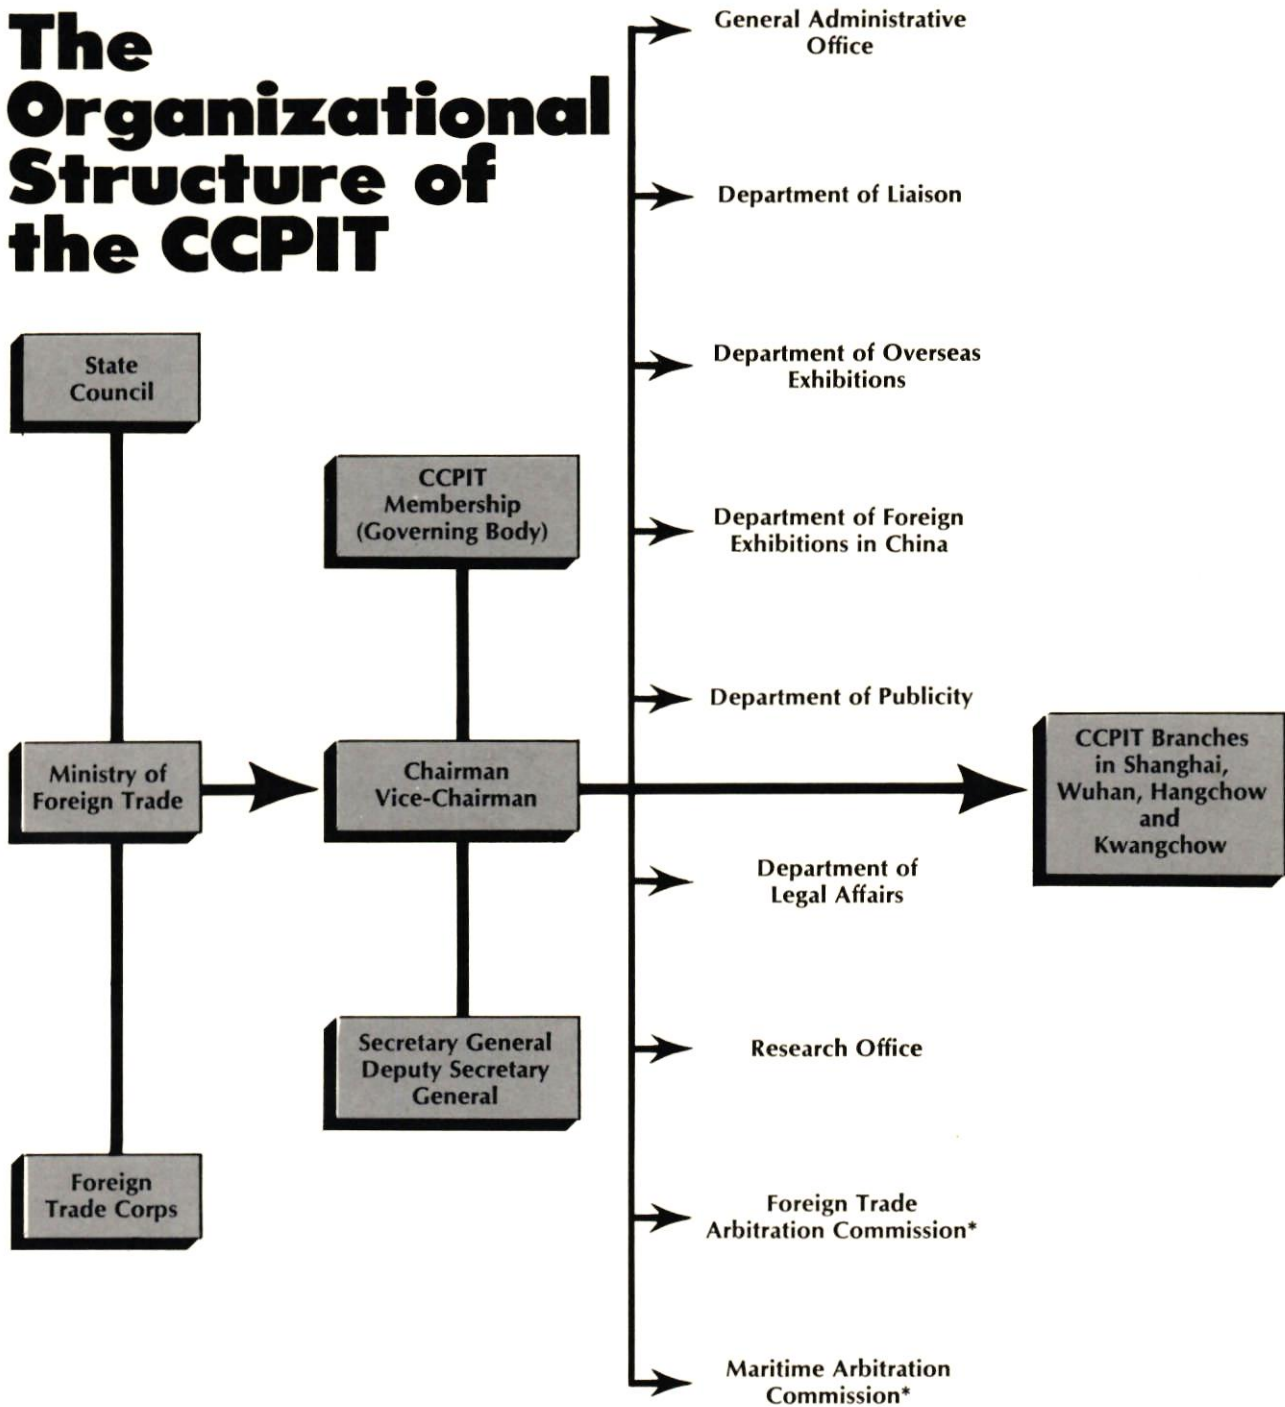 The
Organizational
Structure of
the CCPIT
State
Council
Ministry of
Foreign Trade
Foreign
Trade Corps
CCPIT
Membership
(Governing Body)
Chairman
Vice-Chairman
Secretary General
Deputy Secretary
General
General Administrative
Office
Department of Liaison
Department of Overseas
Exhibitions
Department of Foreign
Exhibitions in China
Department of Publicity
Department of
Legal Affairs
Research Office
Foreign Trade
Arbitration Commission*
Maritime Arbitration
Commission*
CCPIT Branches
in Shanghai,
Wuhan, Hangchow
and
Kwangchow